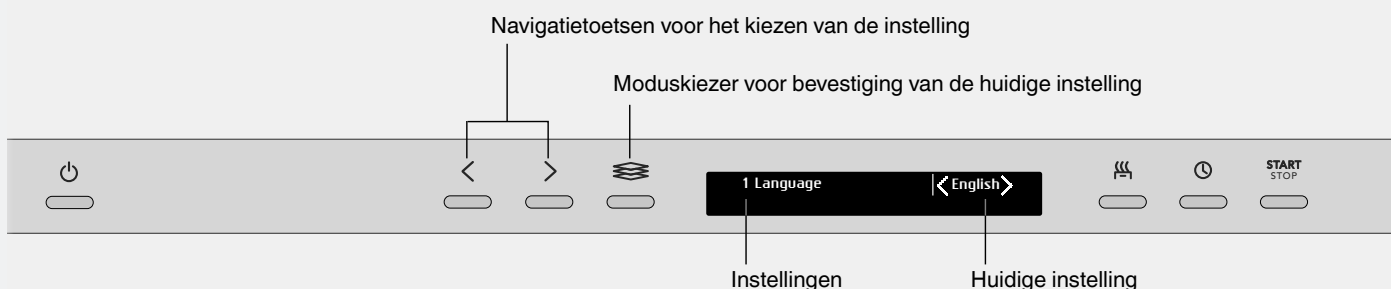 Navigatietoetsen voor het kiezen van de instelling
Moduskiezer voor bevestiging van de huidige instelling
1 Language
English
START
STOP
Instellingen
Huidige instelling